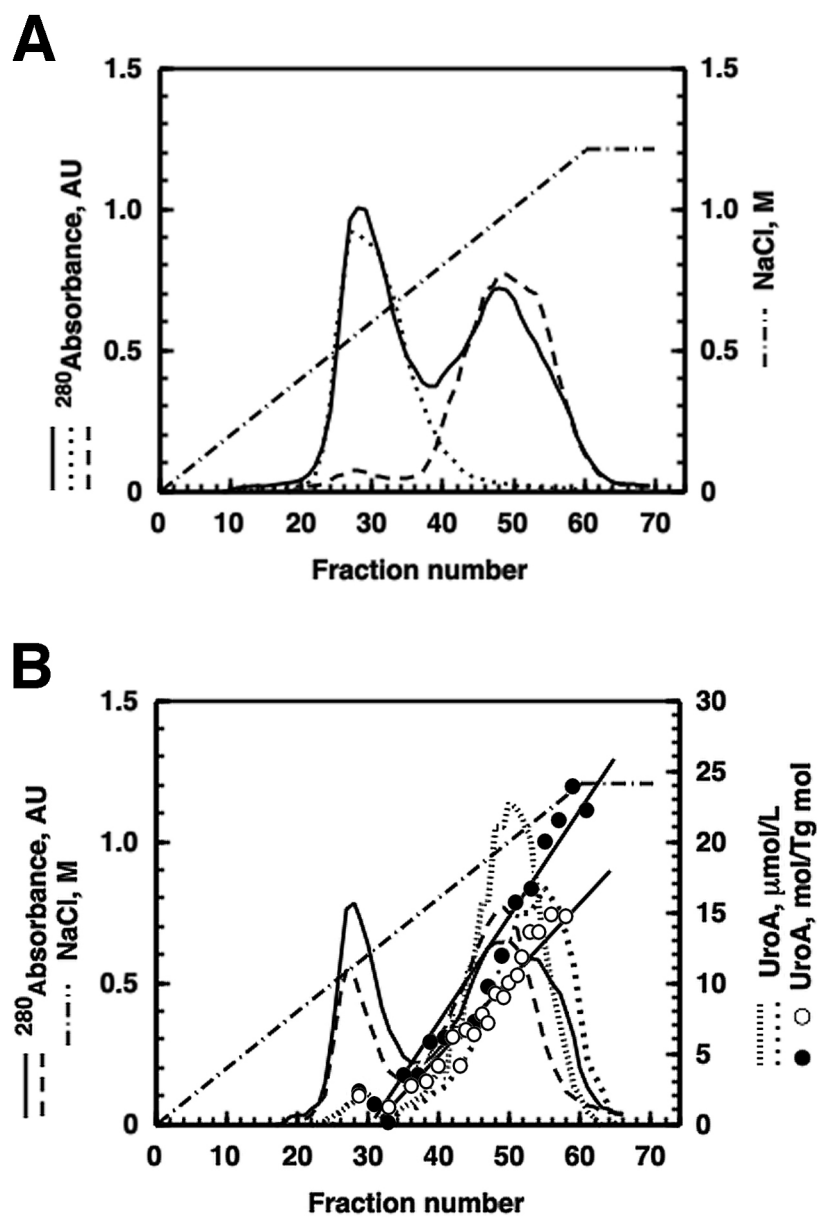 A
1.5
1.5
1.0
1.0
0.5
0.5
0
0
280Absorbance, AU
NaCl, M
0 10 20 30 40 50 60 70
Fraction number
B
1.5
30
25
1.0
20
15
0.5
10
5
0
0
280Absorbance, AU
NaCl, M
UroA, μmol/L
UroA, mol/Tg mol
0 10 20 30 40 50 60 70
Fraction number